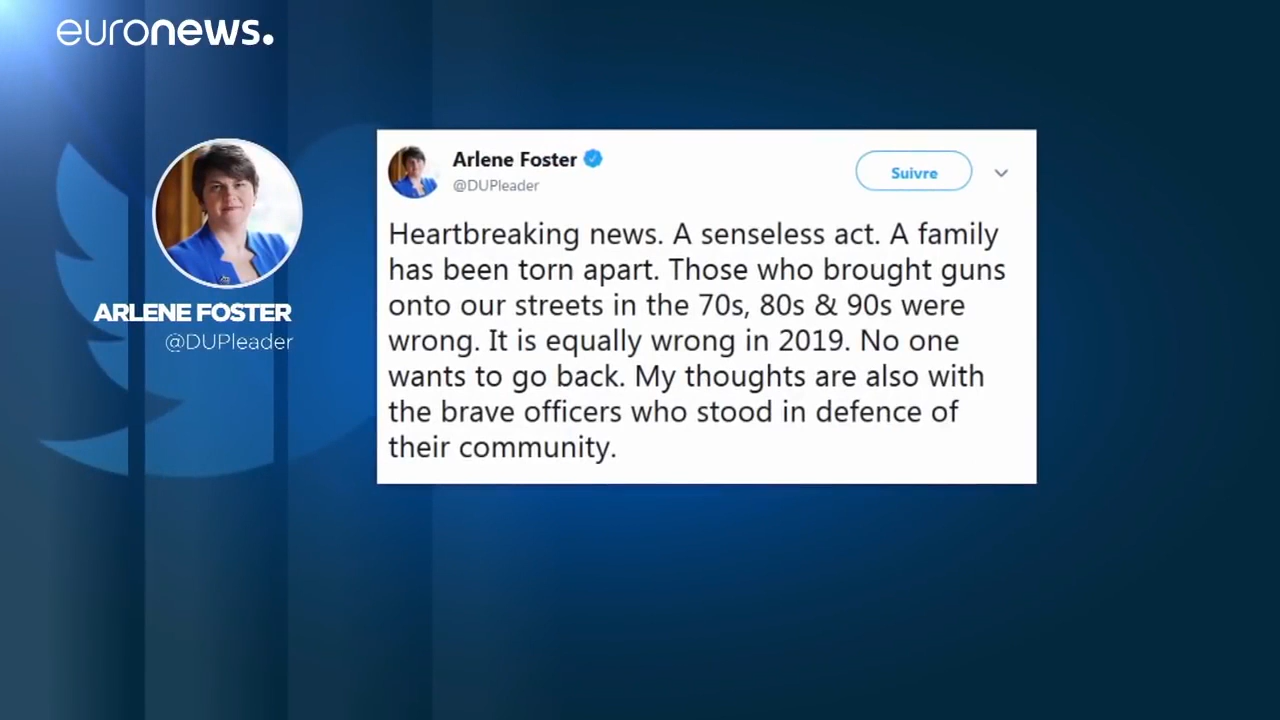 euronews.
ARLENE FOSTER
@DUPleader
Arlene Foster
@DUPleader
Suivre
Heartbreaking news. A senseless act. A family
has been torn apart. Those who brought guns
onto our streets in the 70s, 80s & 90s were
wrong. It is equally wrong in 2019. No one
wants to go back. My thoughts are also with
the brave officers who stood in defence of
their community.